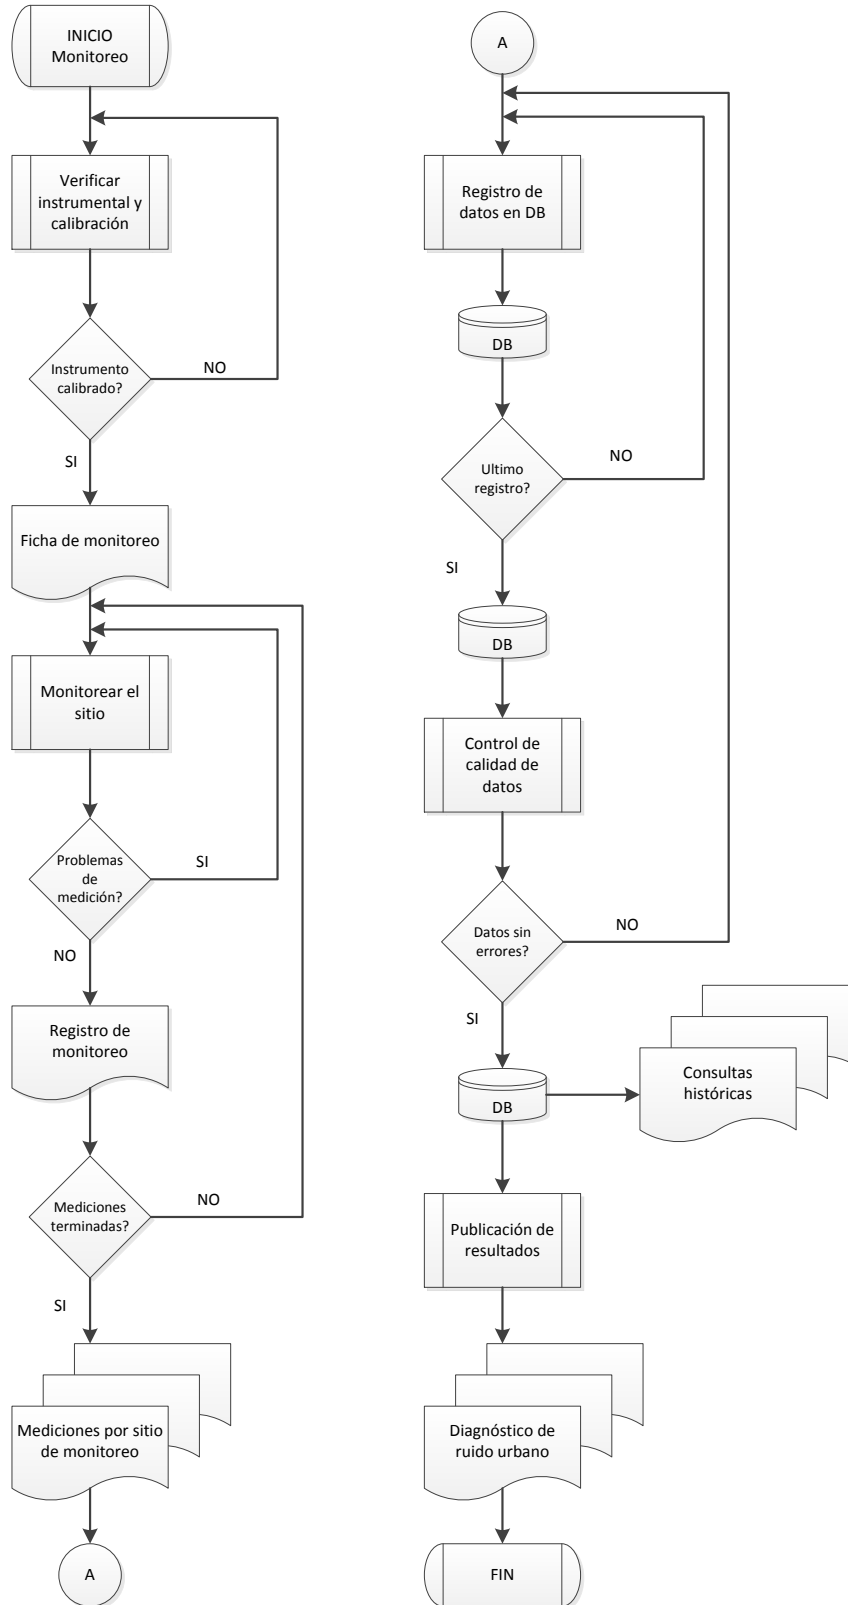 INICIO
Monitoreo
Verificar
instrumental y
calibración
Instrumento
calibrado?
NO
SI
Ficha de monitoreo
Monitorear el
sitio
Problemas
de
medición?
SI
NO
Registro de
monitoreo
Mediciones
terminadas?
NO
SI
Mediciones por sitio
de monitoreo
A
A
Registro de
datos en DB
DB
Ultimo
registro?
NO
SI
DB
Control de
calidad de
datos
Datos sin
errores?
NO
SI
DB
Consultas
históricas
Publicación de
resultados
Diagnóstico de
ruido urbano
FIN